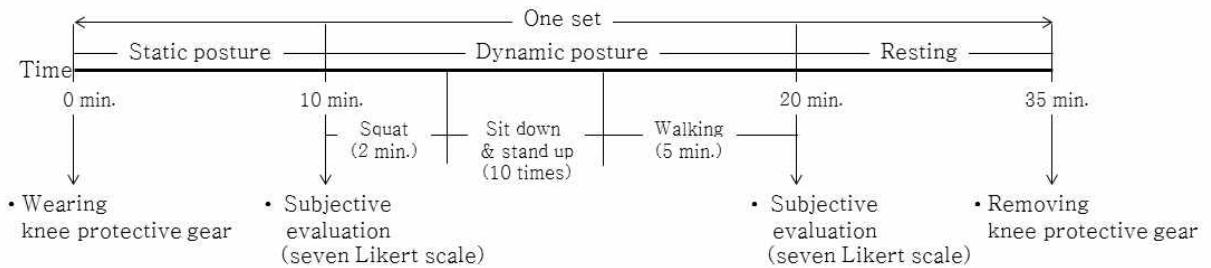 One set
Static posture
Dynamic posture
Resting
Time
0 min.
10 min.
20 min.
35 min.
Squat
(2 min.)
Sit down
& stand up
(10 times)
Walking
(5 min.)
• Wearing
knee protective gear
• Subjective
evaluation
(seven Likert scale)
• Subjective
evaluation
(seven Likert scale)
• Removing
knee protective gear